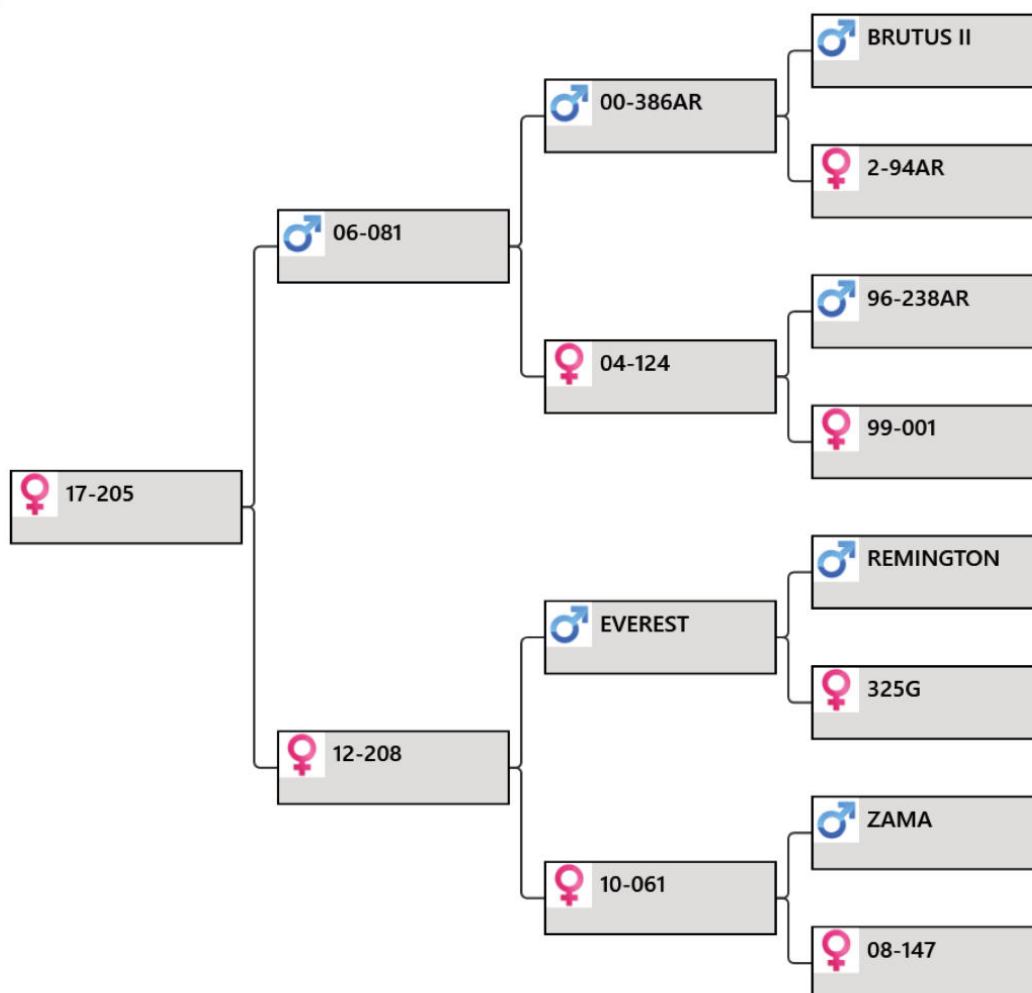 BRUTUS II
00-386AR
2-94AR
06-081
96-238AR
04-124
99-001
17-205
REMINGTON
EVEREST
325G
12-208
ZAMA
10-061
08-147